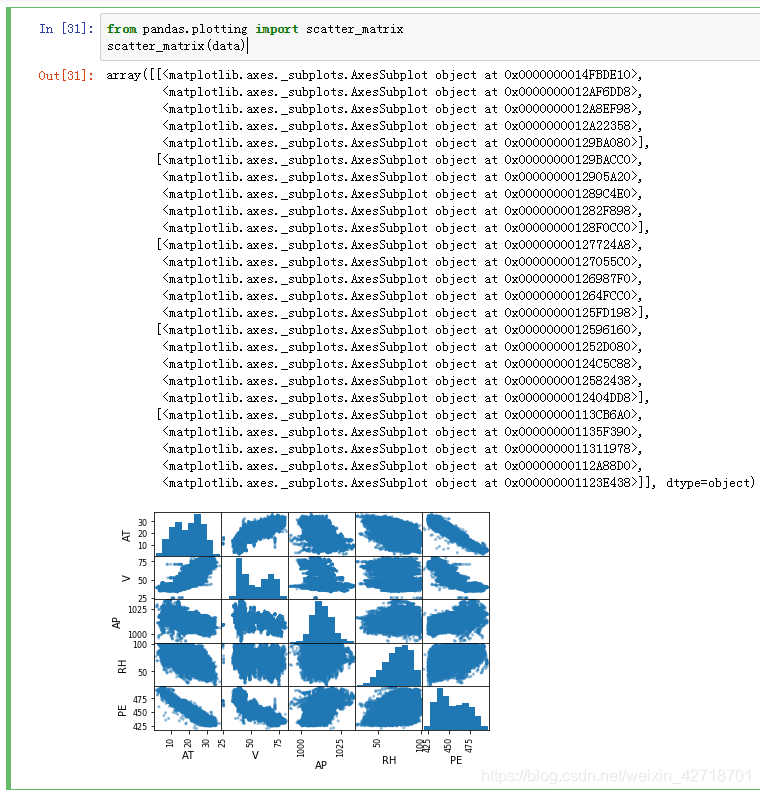 In [31]: from pandas.plotting import scatter_matrix
scatter_matrix(data)
Out[31]: array([[<matplotlib.axes._subplots.AxesSubplot object at 0x0000000014FBDE10>,
<matplotlib.axes._subplots.AxesSubplot object at 0x0000000012AF6DD8>,
<matplotlib.axes._subplots.AxesSubplot object at 0x0000000012A8EF98>,
<matplotlib.axes._subplots.AxesSubplot object at 0x0000000012A22358>,
<matplotlib.axes._subplots.AxesSubplot object at 0x00000000129BA080>],
[<matplotlib.axes._subplots.AxesSubplot object at 0x00000000129BACC0>,
<matplotlib.axes._subplots.AxesSubplot object at 0x0000000012905A20>,
<matplotlib.axes._subplots.AxesSubplot object at 0x000000001289C4E0>,
<matplotlib.axes._subplots.AxesSubplot object at 0x000000001282F898>,
<matplotlib.axes._subplots.AxesSubplot object at 0x00000000128F0CC0>],
[<matplotlib.axes._subplots.AxesSubplot object at 0x00000000127724A8>,
<matplotlib.axes._subplots.AxesSubplot object at 0x00000000127055C0>,
<matplotlib.axes._subplots.AxesSubplot object at 0x00000000126987F0>,
<matplotlib.axes._subplots.AxesSubplot object at 0x000000001264FCC0>,
<matplotlib.axes._subplots.AxesSubplot object at 0x00000000125FD198>],
[<matplotlib.axes._subplots.AxesSubplot object at 0x0000000012596160>,
<matplotlib.axes._subplots.AxesSubplot object at 0x000000001252D080>,
<matplotlib.axes._subplots.AxesSubplot object at 0x00000000124C5C88>,
<matplotlib.axes._subplots.AxesSubplot object at 0x0000000012582438>,
<matplotlib.axes._subplots.AxesSubplot object at 0x0000000012404DD8>],
[<matplotlib.axes._subplots.AxesSubplot object at 0x00000000113CB6A0>,
<matplotlib.axes._subplots.AxesSubplot object at 0x000000001135F390>,
<matplotlib.axes._subplots.AxesSubplot object at 0x0000000011311978>,
<matplotlib.axes._subplots.AxesSubplot object at 0x00000000112A88D0>,
<matplotlib.axes._subplots.AxesSubplot object at 0x000000001123E438>]], dtype=object)
AT
30
20
10
V
75
50
25
AP
1025
1000
RH
100
50
PE
475
450
425
10 20 30 25 50 75 1000 1025 50 100 425 450 475
AT V AP RH PE
https://blog.csdn.net/weixin_42718701